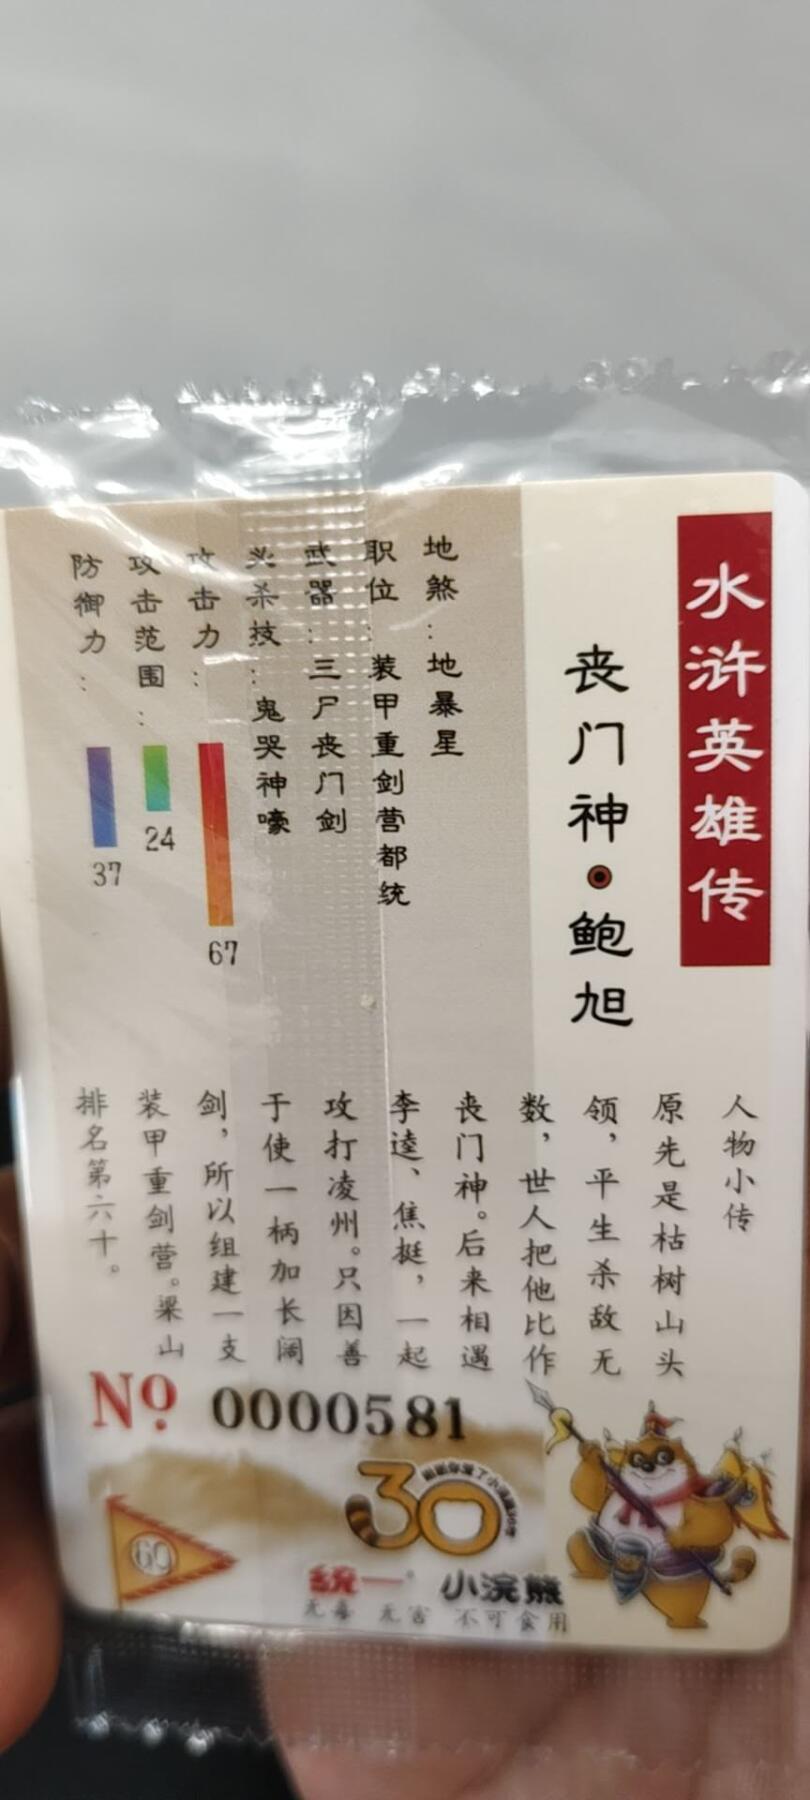 水浒英雄传
丧门神·鲍旭
地煞：地暴星
职位：装甲重剑营都统
武器：三尸丧门剑
必杀技：鬼哭神嚎
攻击力：67
攻击范围：24
防御力：37
人物小传
原先是枯树山头
领，平生杀敌无
数，世人把他比作
丧门神。后来相遇
李逵、焦挺，一起
攻打凌州。只因善
于使一柄加长阔
剑，所以组建一支
装甲重剑营。梁山
排名第六十。
No 0000581
60
30
统一 小浣熊
无毒 无害 不可食用